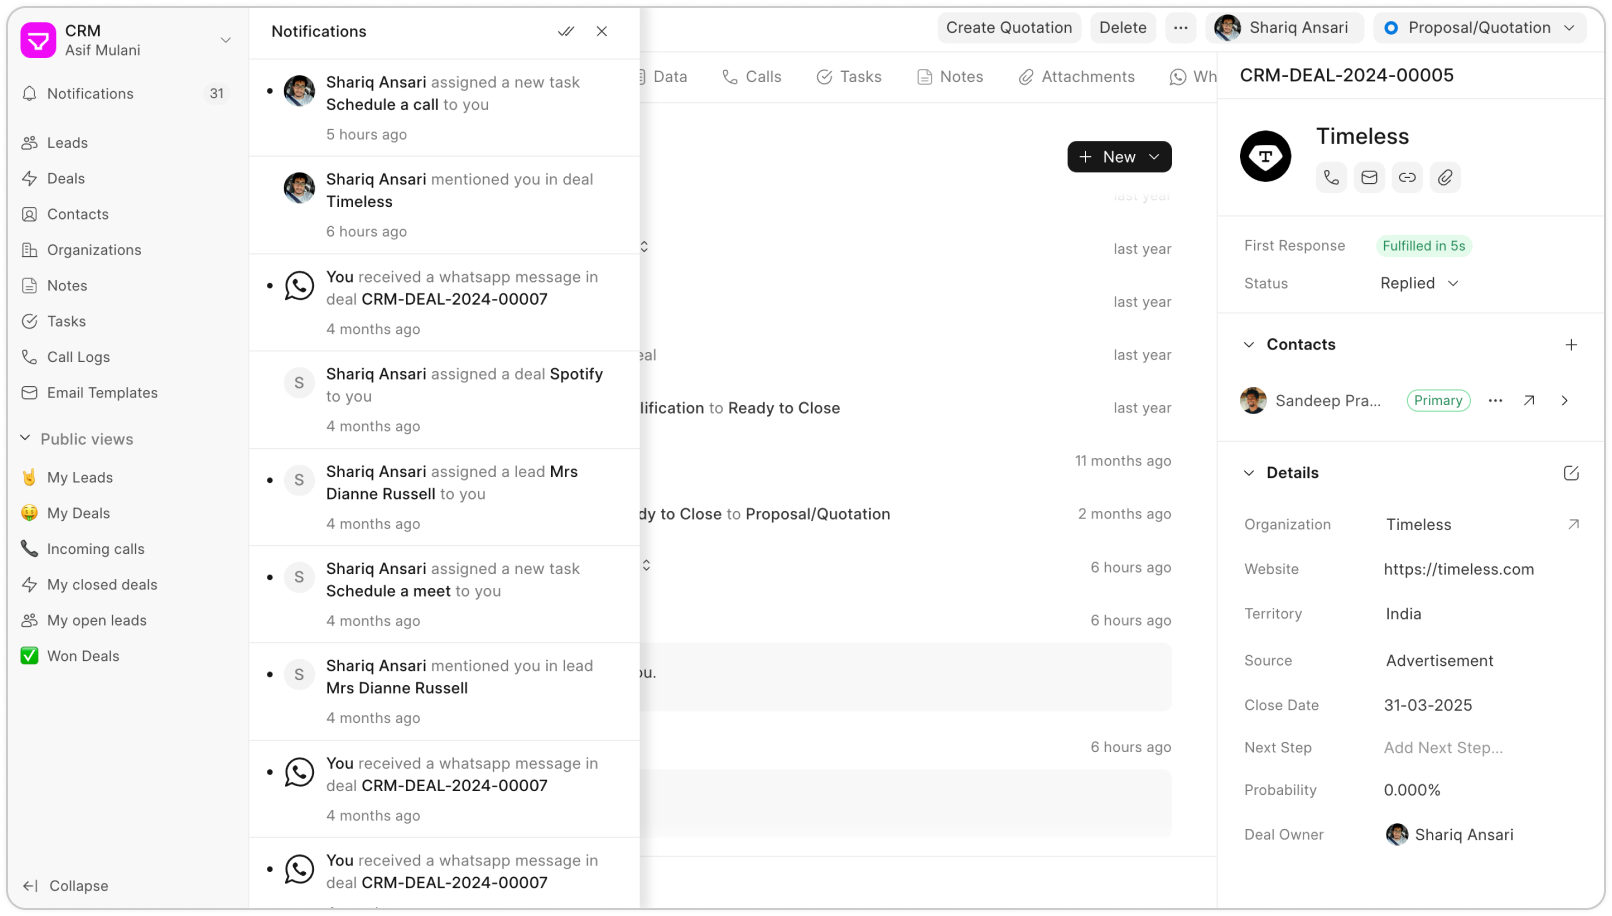 CRM
Asif Mulani
Notifications 31
Leads
Deals
Contacts
Organizations
Notes
Tasks
Call Logs
Email Templates
Public views
My Leads
My Deals
Incoming calls
My closed deals
My open leads
Won Deals
Collapse
Notifications
Shariq Ansari assigned a new task
Schedule a call to you
5 hours ago
Shariq Ansari mentioned you in deal
Timeless
6 hours ago
You received a whatsapp message in
deal CRM-DEAL-2024-00007
4 months ago
S
Shariq Ansari assigned a deal Spotify
to you
4 months ago
S
Shariq Ansari assigned a lead Mrs
Dianne Russell to you
4 months ago
S
Shariq Ansari assigned a new task
Schedule a meet to you
4 months ago
S
Shariq Ansari mentioned you in lead
Mrs Dianne Russell
4 months ago
You received a whatsapp message in
deal CRM-DEAL-2024-00007
4 months ago
You received a whatsapp message in
deal CRM-DEAL-2024-00007
Create Quotation Delete Shariq Ansari Proposal/Quotation
Data Calls Tasks Notes Attachments Wh
New
last year
last year
last year
eal last year
lification to Ready to Close last year
11 months ago
dy to Close to Proposal/Quotation 2 months ago
6 hours ago
6 hours ago
ou.
6 hours ago
CRM-DEAL-2024-00005
T
Timeless
First Response Fulfilled in 5s
Status Replied
Contacts
Sandeep Pra... Primary
Details
Organization Timeless
Website https://timeless.com
Territory India
Source Advertisement
Close Date 31-03-2025
Next Step Add Next Step...
Probability 0.000%
Deal Owner Shariq Ansari